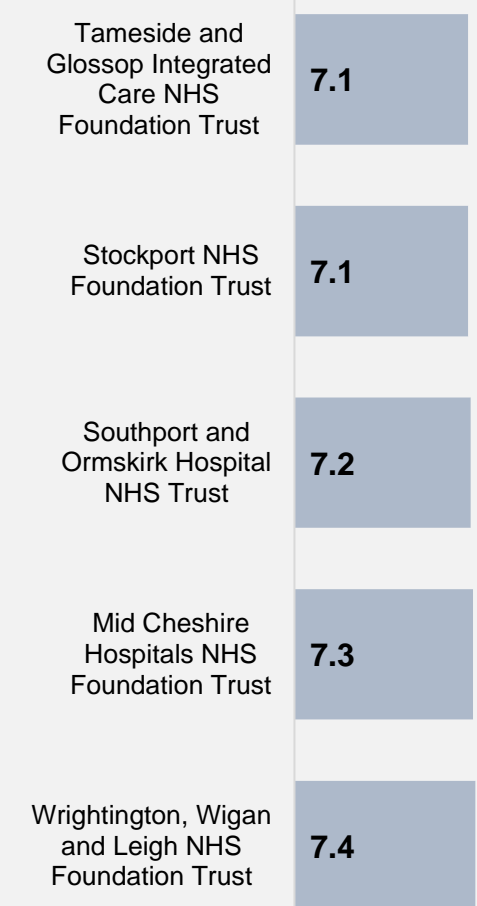 Tameside and
Glossop Integrated
Care NHS
Foundation Trust
7.1
Stockport NHS
Foundation Trust
7.1
Southport and
Ormskirk Hospital
NHS Trust
7.2
Mid Cheshire
Hospitals NHS
Foundation Trust
7.3
Wrightington, Wigan
and Leigh NHS
Foundation Trust
7.4